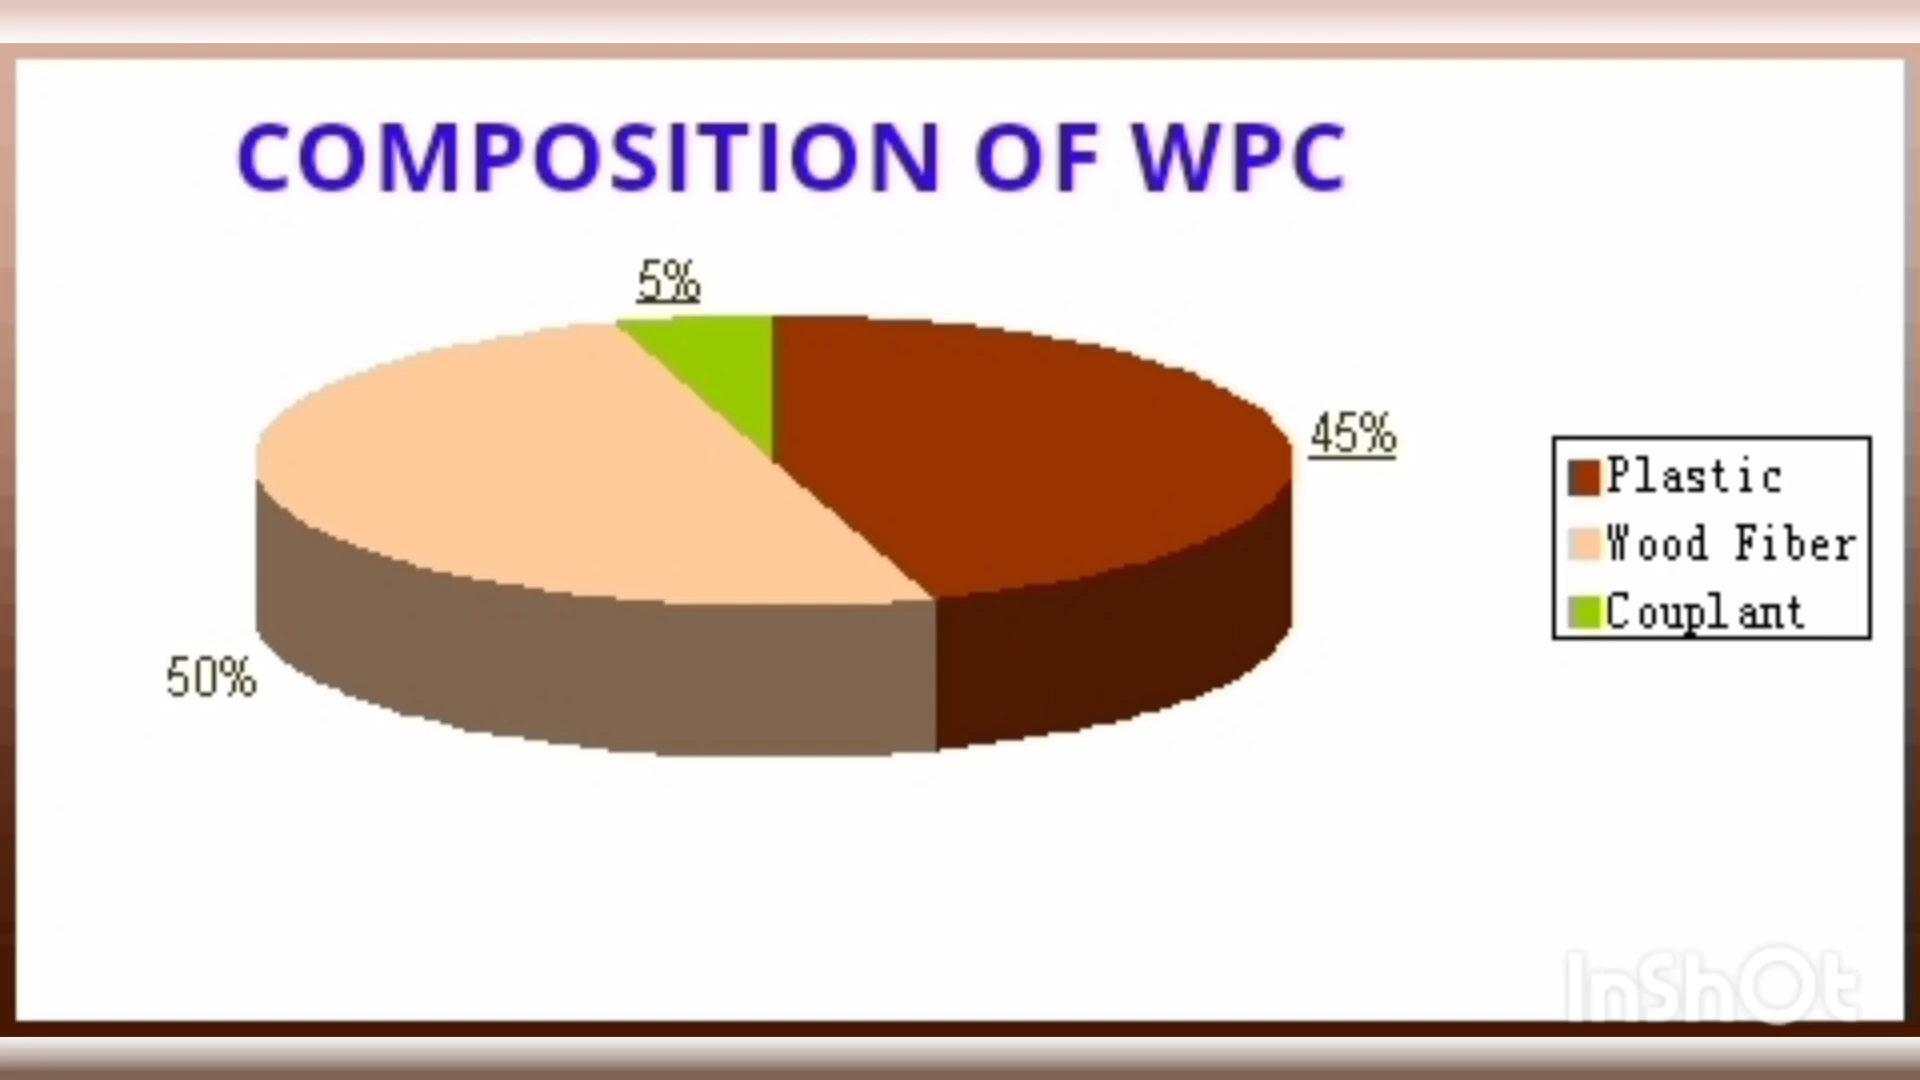 COMPOSITION OF WPC
5%
45%
50%
Plastic
Wood Fiber
Couplant
InShOt